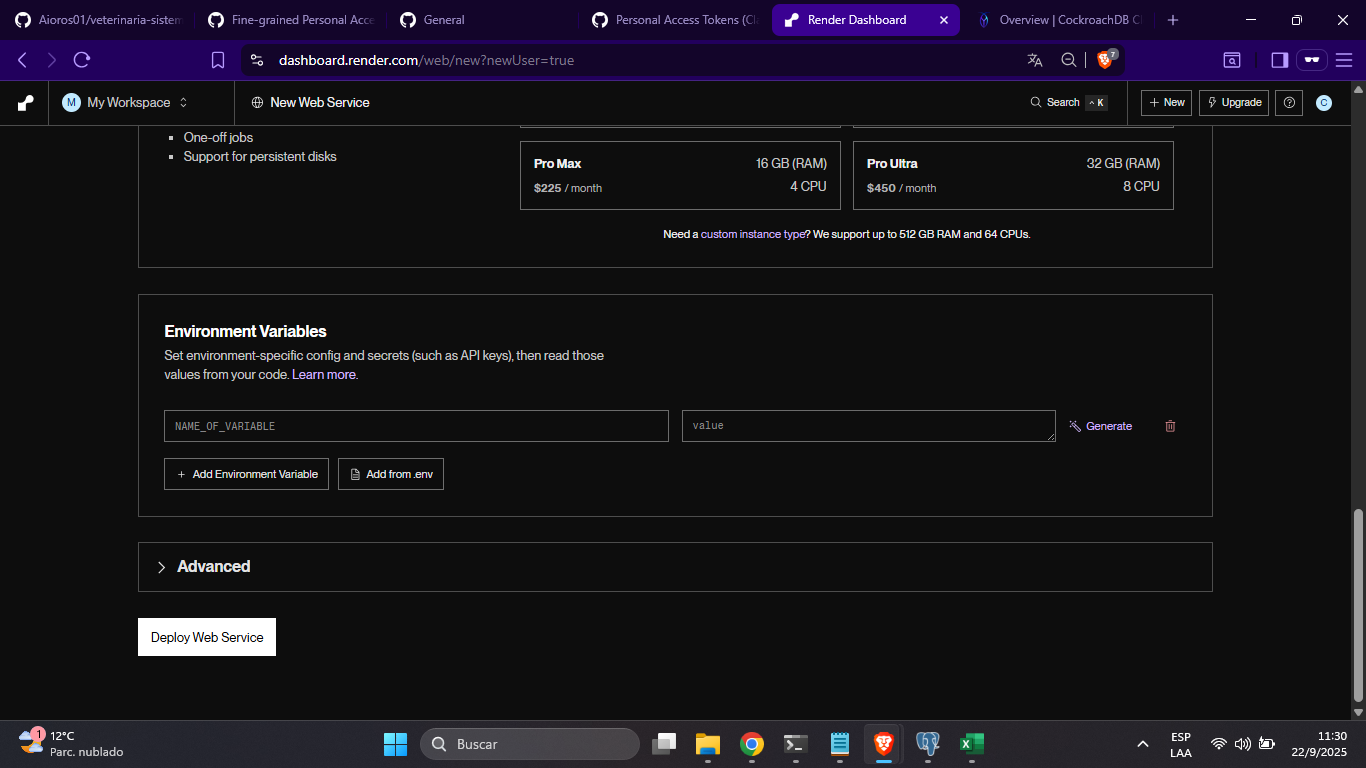 Aioros01/veterinaria-sistem
Fine-grained Personal Acce
General
Personal Access Tokens (Cl
Render Dashboard
Overview | CockroachDB Cl
dashboard.render.com/web/new?newUser=true
7
M My Workspace
New Web Service
Search ^ K
+ New
Upgrade
C
One-off jobs
Support for persistent disks
Pro Max 16 GB (RAM)
$225 / month 4 CPU
Pro Ultra 32 GB (RAM)
$450 / month 8 CPU
Need a custom instance type? We support up to 512 GB RAM and 64 CPUs.
Environment Variables
Set environment-specific config and secrets (such as API keys), then read those
values from your code. Learn more.
NAME_OF_VARIABLE value Generate
+ Add Environment Variable Add from .env
Advanced
Deploy Web Service
1
12°C
Parc. nublado
Buscar
ESP
LAA
11:30
22/9/2025